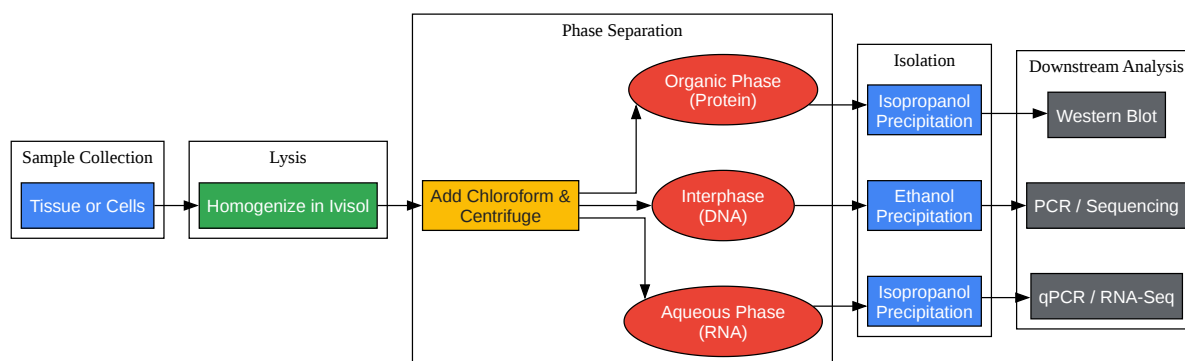 Phase Separation
Organic Phase
(Protein)
Isolation
Downstream Analysis
Isopropanol
Precipitation
Western Blot
Sample Collection
Lysis
Tissue or Cells
Homogenize in Ivisol
Add Chloroform &
Centrifuge
Interphase
(DNA)
Ethanol
Precipitation
PCR / Sequencing
Aqueous Phase
(RNA)
Isopropanol
Precipitation
qPCR / RNA-Seq